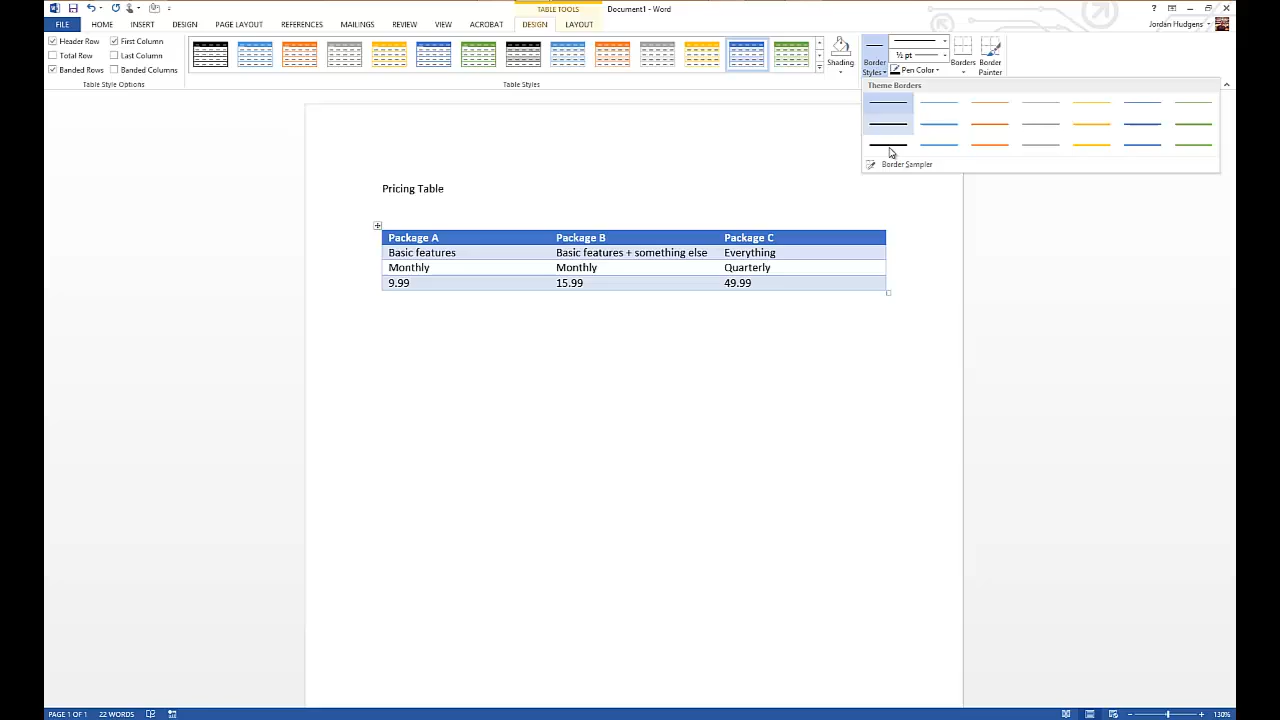 TABLE TOOLS
Document1 - Word
FILE HOME INSERT DESIGN PAGE LAYOUT REFERENCES MAILINGS REVIEW VIEW ACROBAT DESIGN LAYOUT
Jordan Hudgens
Header Row First Column
Total Row Last Column
Banded Rows Banded Columns
Table Style Options
Table Styles
Shading
Border Styles
½ pt
Pen Color
Borders
Border Painter
Theme Borders
Border Sampler
Pricing Table
Package A Package B Package C
Basic features Basic features + something else Everything
Monthly Monthly Quarterly
9.99 15.99 49.99
PAGE 1 OF 1 22 WORDS
130%